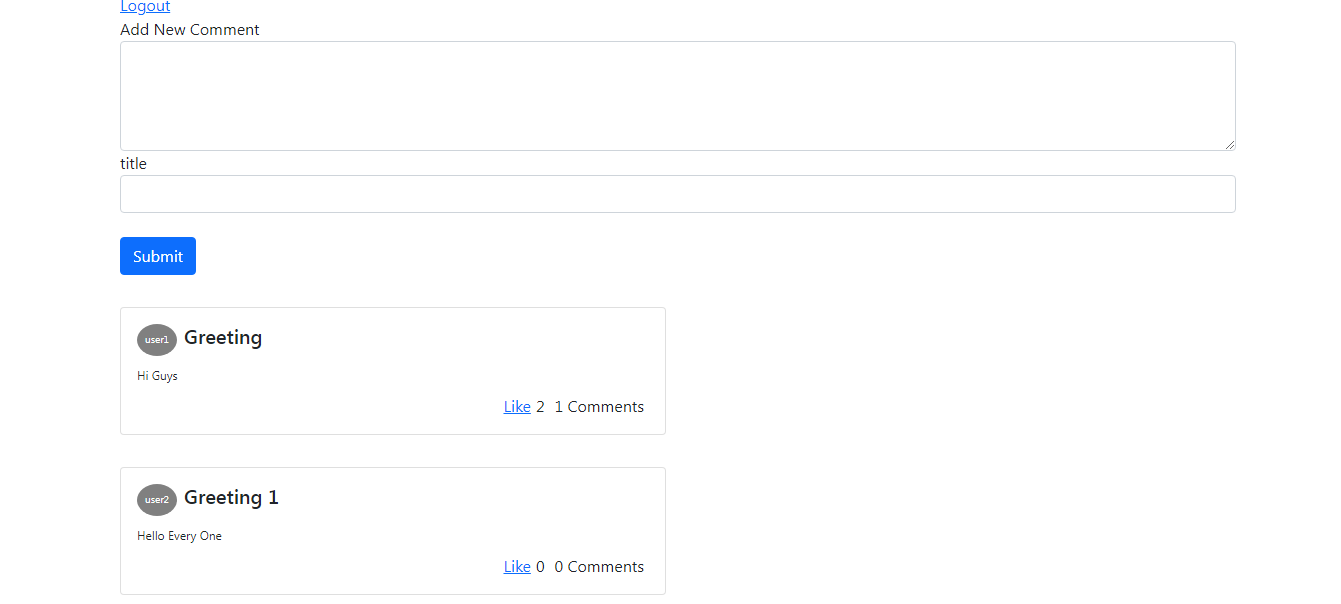 Logout
Add New Comment
title
Submit
user1 Greeting
Hi Guys
Like 2 1 Comments
user2 Greeting 1
Hello Every One
Like 0 0 Comments